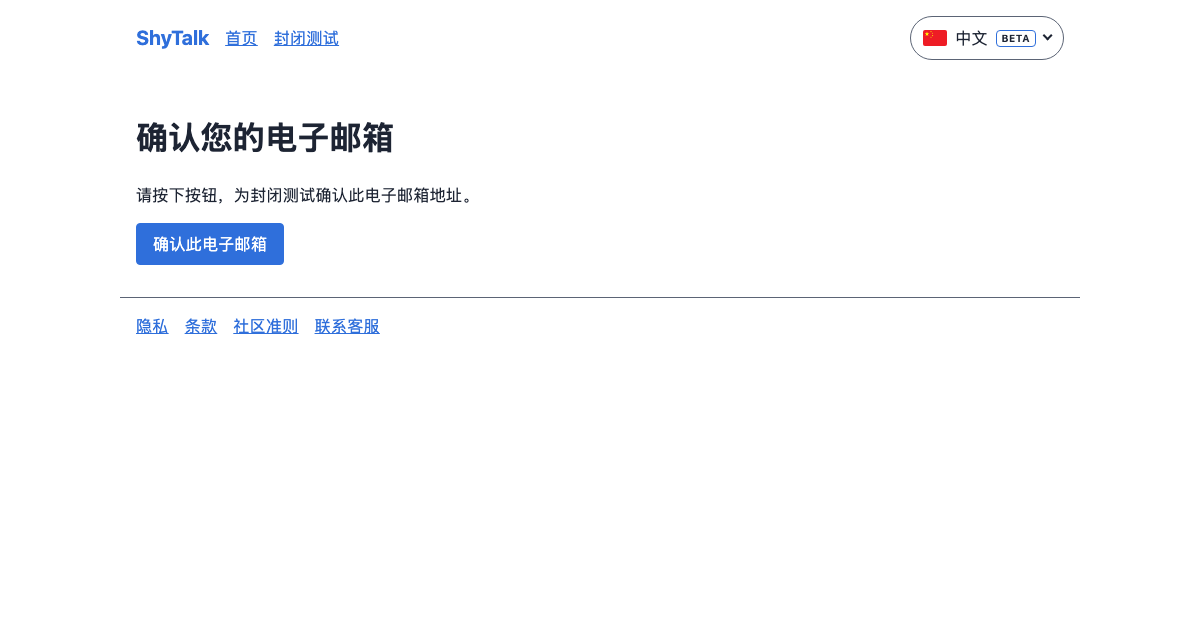 ShyTalk 首页 封闭测试 中文 BETA
确认您的电子邮箱
请按下按钮，为封闭测试确认此电子邮箱地址。
确认此电子邮箱
隐私 条款 社区准则 联系客服